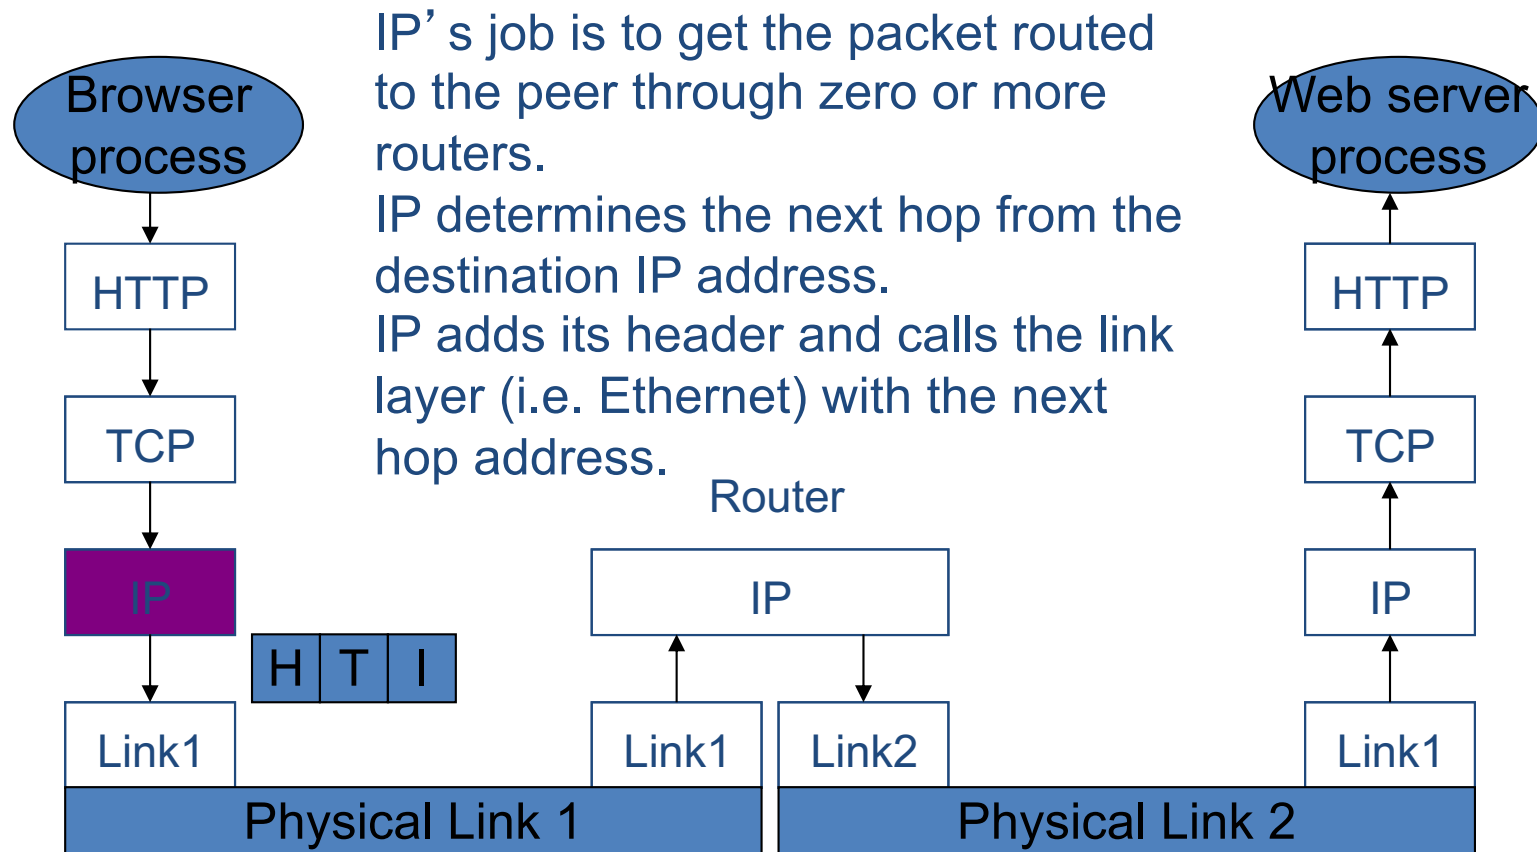 IP’s job is to get the packet routed
to the peer through zero or more
routers.
IP determines the next hop from the
destination IP address.
IP adds its header and calls the link
layer (i.e. Ethernet) with the next
hop address.
Browser
process
HTTP
TCP
IP
H T I
Link1
Router
IP
Link1
Link2
Web server
process
HTTP
TCP
IP
Link1
Physical Link 1
Physical Link 2